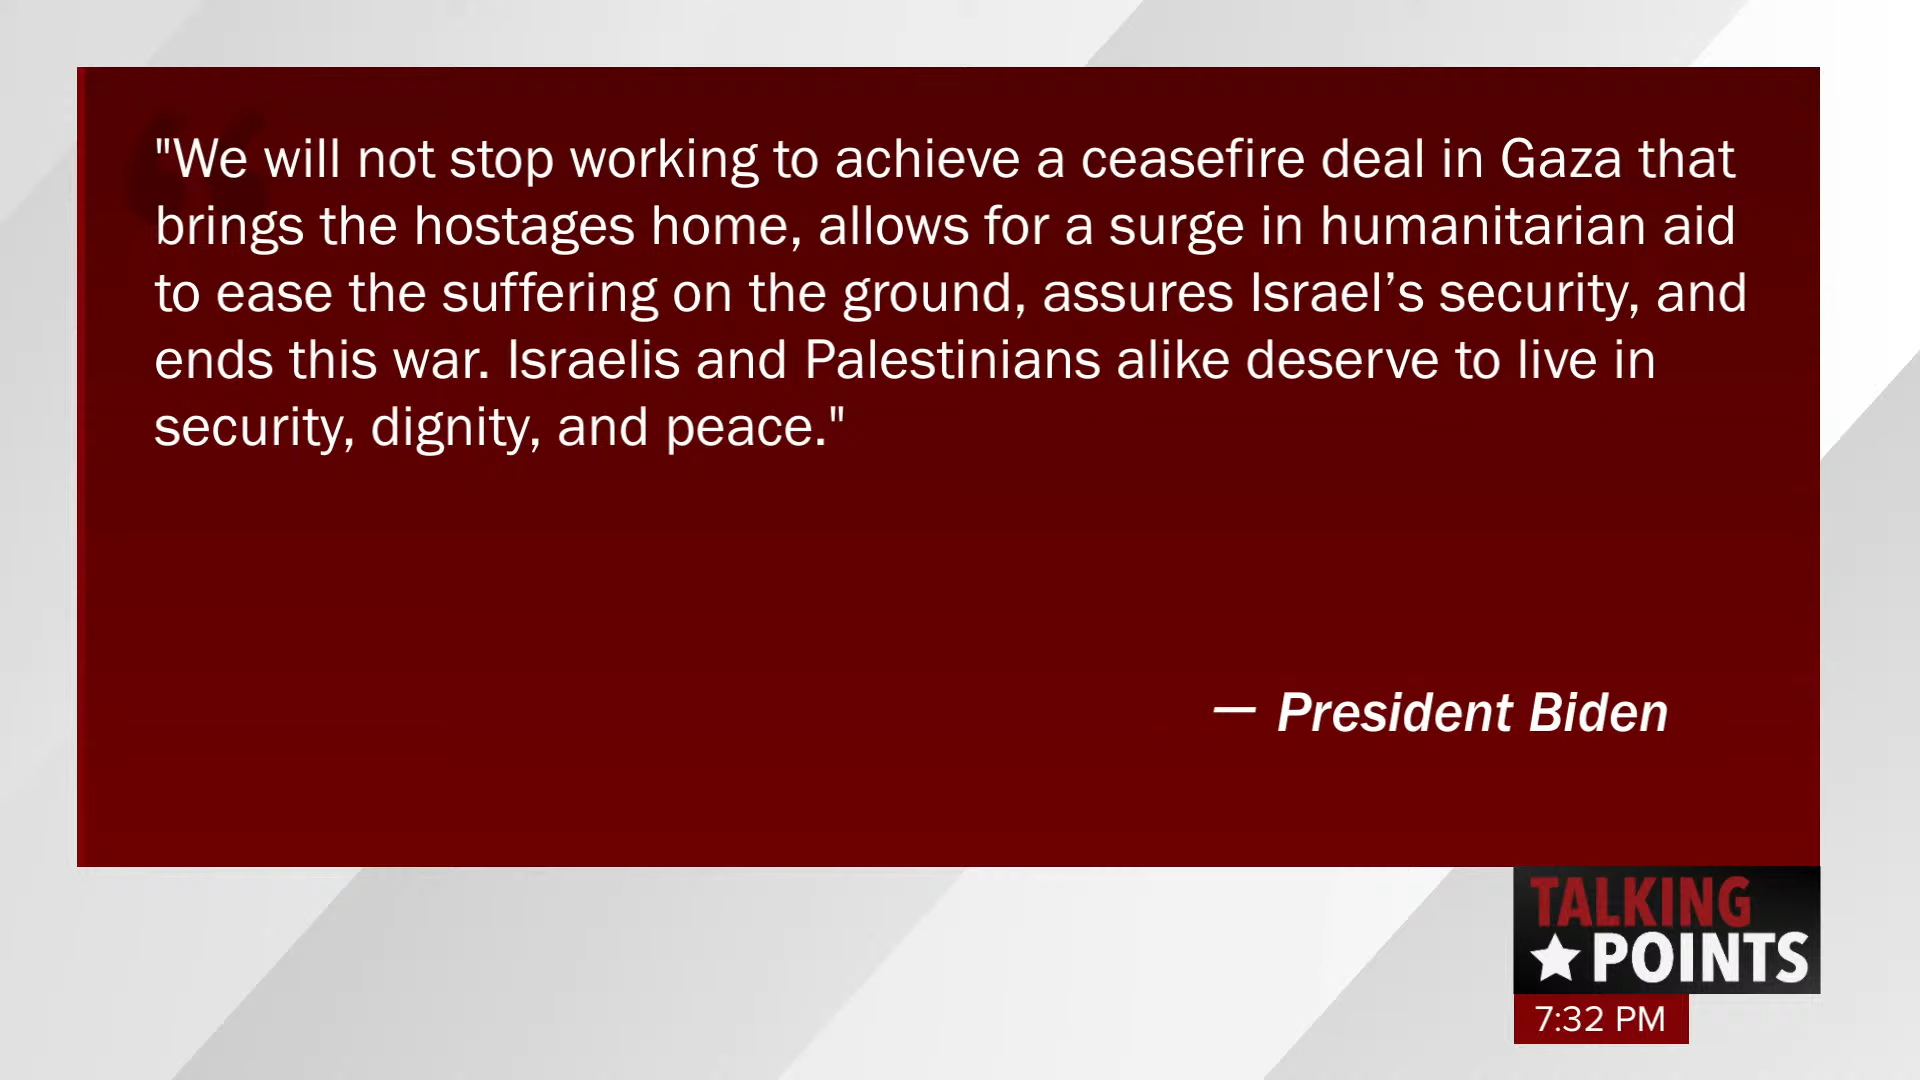 "We will not stop working to achieve a ceasefire deal in Gaza that
brings the hostages home, allows for a surge in humanitarian aid
to ease the suffering on the ground, assures Israel’s security, and
ends this war. Israelis and Palestinians alike deserve to live in
security, dignity, and peace."
— President Biden
TALKING
POINTS
7:32 PM